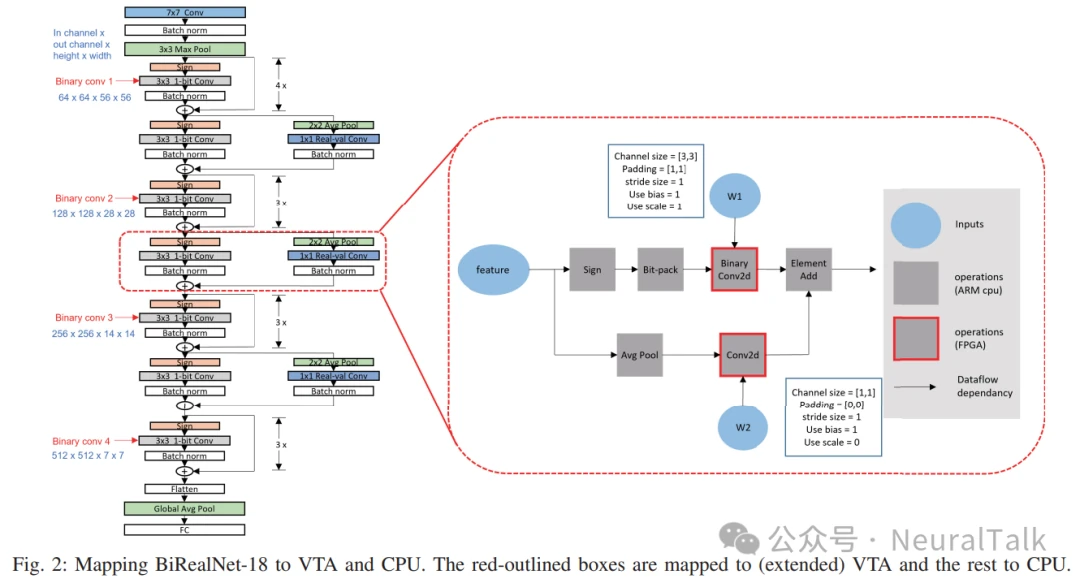 7x7 Conv
Batch norm
3x3 Max Pool
In channel x
out channel x
height x width
Sign
Binary conv 1
3x3 1-bit Conv
64 x 64 x 56 x 56
Batch norm
+
4 x
Sign
3x3 1-bit Conv
Batch norm
+
2x2 Avg Pool
1x1 Real-val Conv
Batch norm
Sign
Binary conv 2
3x3 1-bit Conv
128 x 128 x 28 x 28
Batch norm
+
3 x
Sign
3x3 1-bit Conv
Batch norm
+
2x2 Avg Pool
1x1 Real-val Conv
Batch norm
Sign
Binary conv 3
3x3 1-bit Conv
256 x 256 x 14 x 14
Batch norm
+
3 x
Sign
3x3 1-bit Conv
Batch norm
2x2 Avg Pool
1x1 Real-val Conv
Batch norm
Sign
Binary conv 4
3x3 1-bit Conv
512 x 512 x 7 x 7
Batch norm
+
3 x
Flatten
Global Avg Pool
FC
Channel size = [3,3]
Padding = [1,1]
stride size = 1
Use bias = 1
Use scale = 1
W1
feature
Sign
Bit-pack
Binary
Conv2d
Element
Add
Avg Pool
Conv2d
W2
Channel size = [1,1]
Padding = [0,0]
stride size = 1
Use bias = 1
Use scale = 0
Inputs
operations
(ARM cpu)
operations
(FPGA)
Dataflow
dependancy
公众号 · NeuralTalk
Fig. 2: Mapping BiRealNet-18 to VTA and CPU. The red-outlined boxes are mapped to (extended) VTA and the rest to CPU.